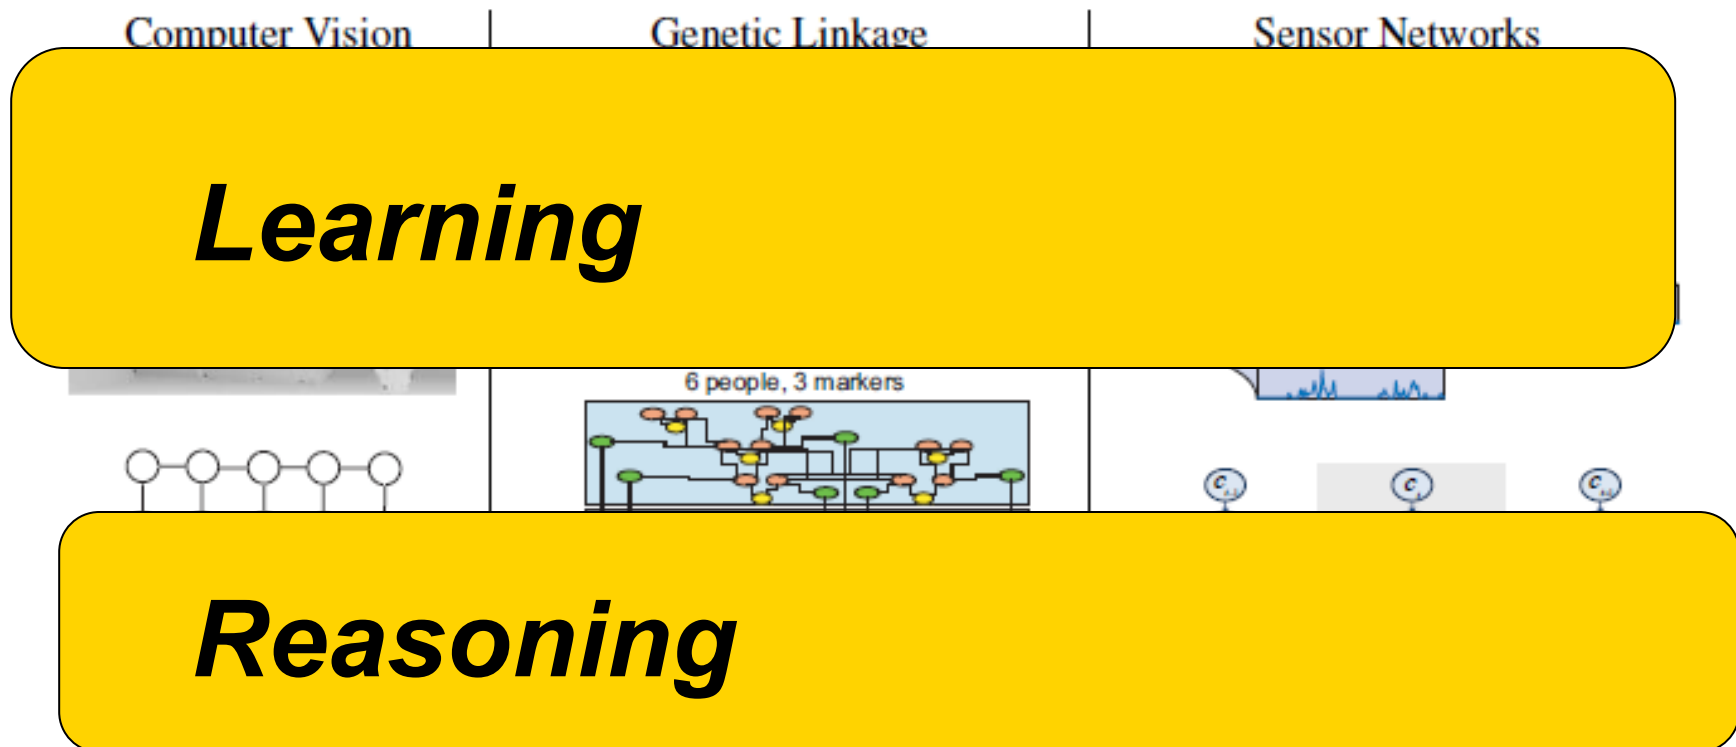 Computer Vision
Genetic Linkage
Sensor Networks
Learning
6 people, 3 markers
Reasoning